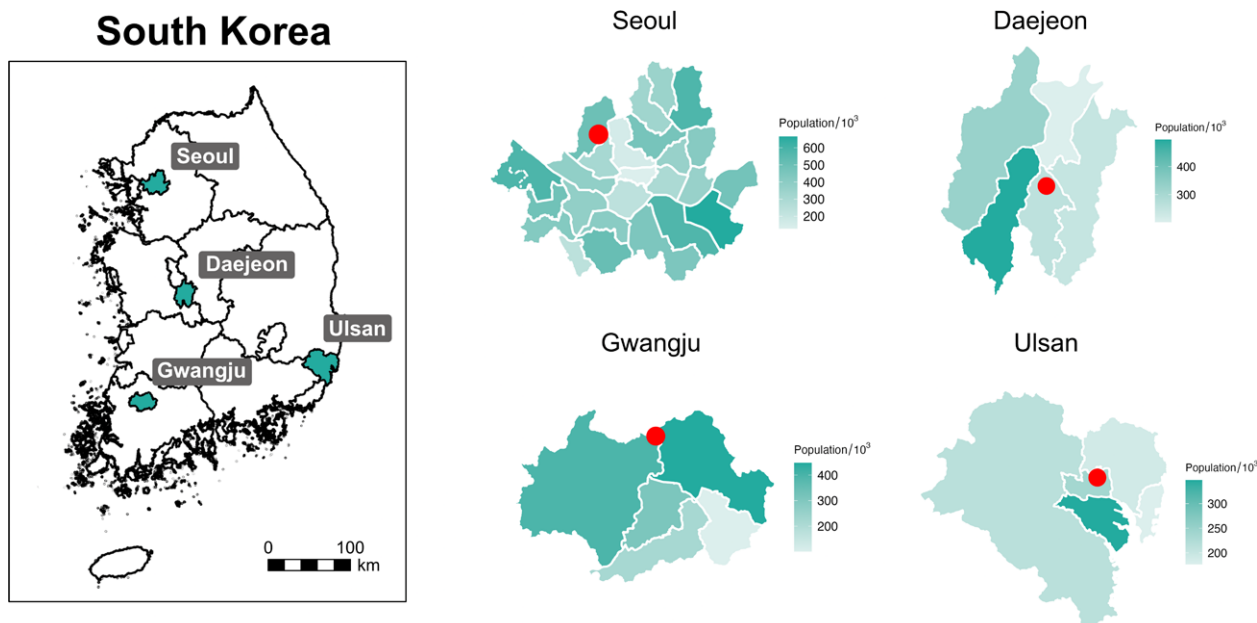 South Korea
Seoul
Daejeon
Ulsan
Gwangju
0 100
km
Seoul
Population/10³
600
500
400
300
200
Daejeon
Population/10³
400
300
Gwangju
Population/10³
400
300
200
Ulsan
Population/10³
300
250
200